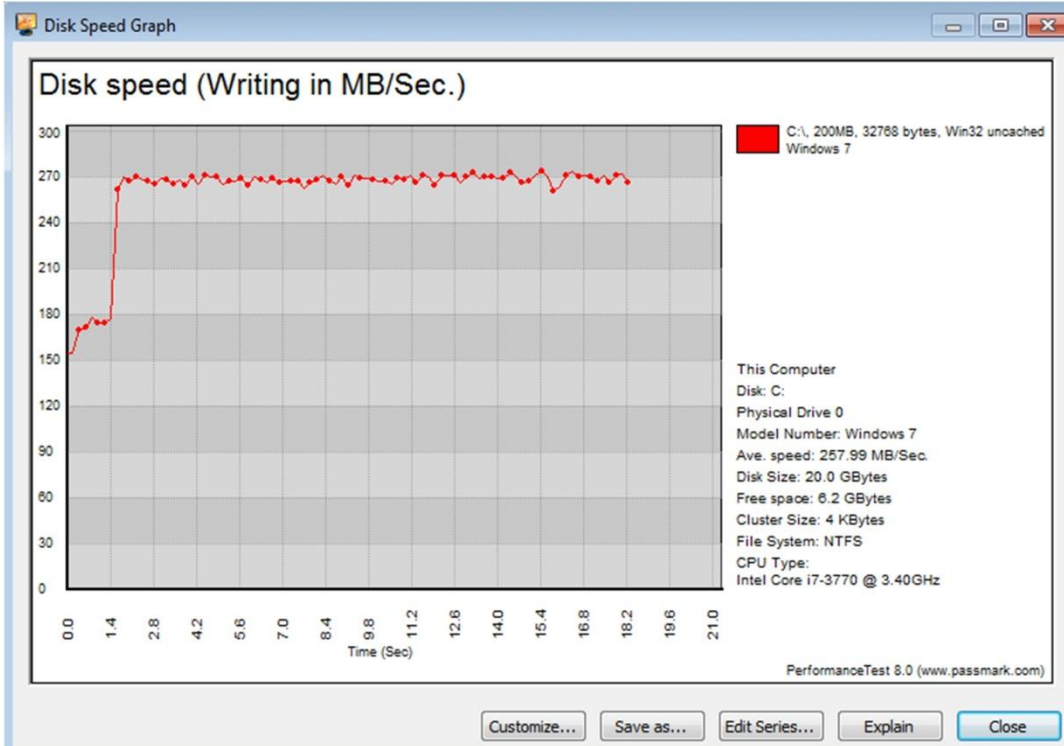 Disk Speed Graph
Disk speed (Writing in MB/Sec.)
300
270
240
210
180
150
120
90
60
30
0
0.0
1.4
2.8
4.2
5.6
7.0
8.4
9.8
11.2
12.6
14.0
15.4
16.8
18.2
19.6
21.0
Time (Sec)
C:\, 200MB, 32768 bytes, Win32 uncached
Windows 7
This Computer
Disk: C:
Physical Drive 0
Model Number: Windows 7
Ave. speed: 257.99 MB/Sec.
Disk Size: 20.0 GBytes
Free space: 6.2 GBytes
Cluster Size: 4 KBytes
File System: NTFS
CPU Type:
Intel Core i7-3770 @ 3.40GHz
PerformanceTest 8.0 (www.passmark.com)
Customize...
Save as...
Edit Series...
Explain
Close